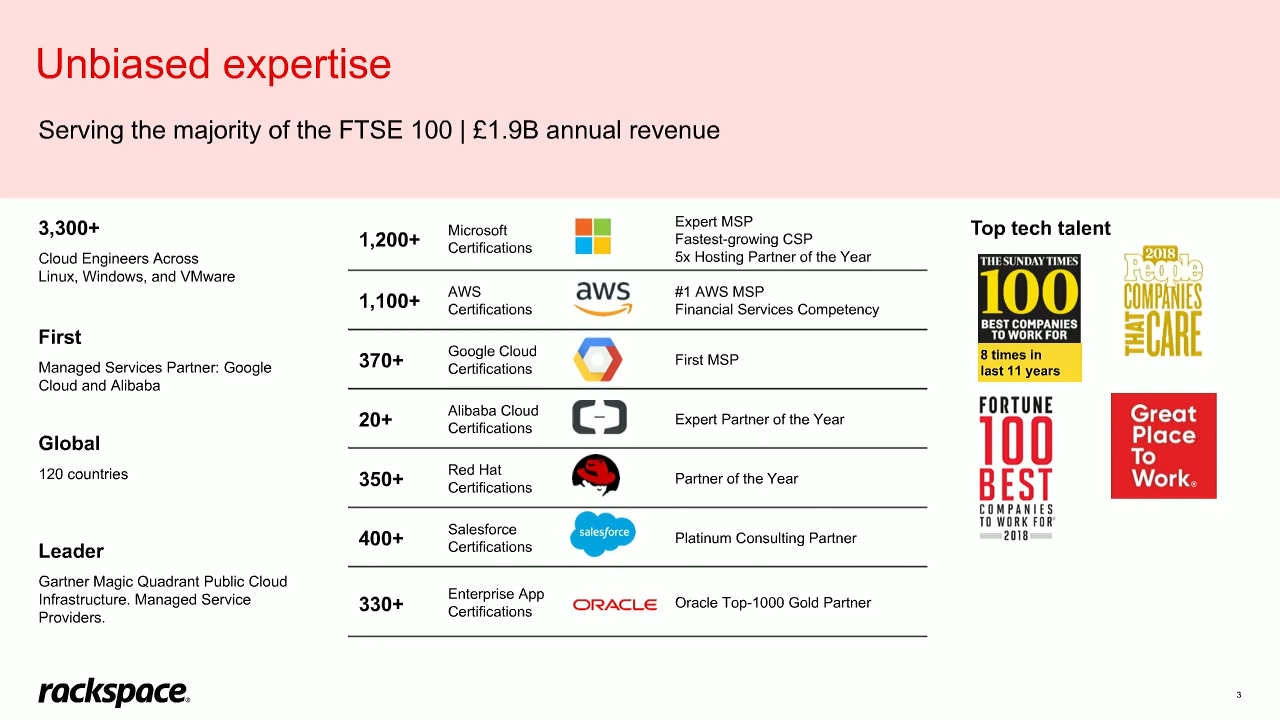 Unbiased expertise
Serving the majority of the FTSE 100 | £1.9B annual revenue
3,300+
Cloud Engineers Across
Linux, Windows, and VMware
First
Managed Services Partner: Google
Cloud and Alibaba
Global
120 countries
Leader
Gartner Magic Quadrant Public Cloud
Infrastructure. Managed Service
Providers.
1,200+
Microsoft
Certifications
Expert MSP
Fastest-growing CSP
5x Hosting Partner of the Year
1,100+
AWS
Certifications
aws
#1 AWS MSP
Financial Services Competency
370+
Google Cloud
Certifications
First MSP
20+
Alibaba Cloud
Certifications
Expert Partner of the Year
350+
Red Hat
Certifications
Partner of the Year
400+
Salesforce
Certifications
salesforce
Platinum Consulting Partner
330+
Enterprise App
Certifications
ORACLE
Oracle Top-1000 Gold Partner
Top tech talent
THE SUNDAY TIMES
100
BEST COMPANIES
TO WORK FOR
8 times in
last 11 years
2018
People
COMPANIES
THAT CARE
FORTUNE
100
BEST
COMPANIES
TO WORK FOR®
2018
Great
Place
To
Work®
rackspace®
3